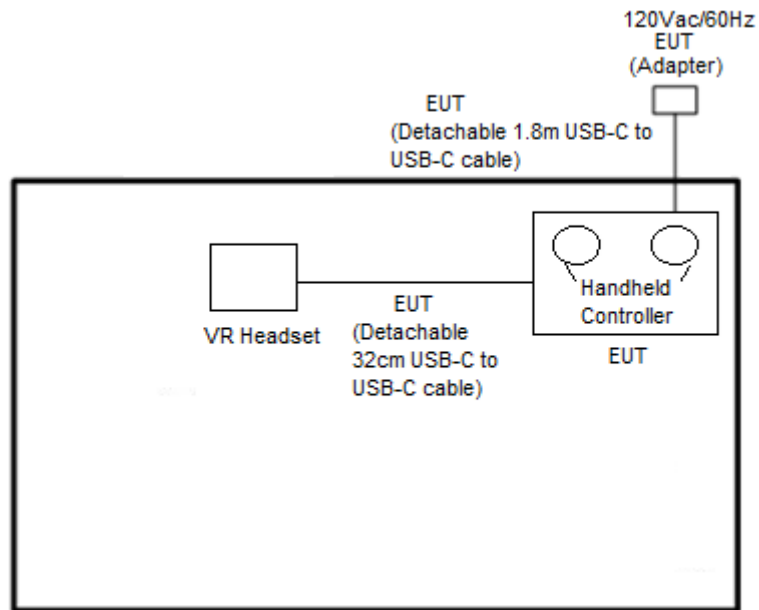 120Vac/60Hz
EUT
(Adapter)
EUT
(Detachable 1.8m USB-C to
USB-C cable)
Handheld
Controller
EUT
VR Headset
EUT
(Detachable
32cm USB-C to
USB-C cable)